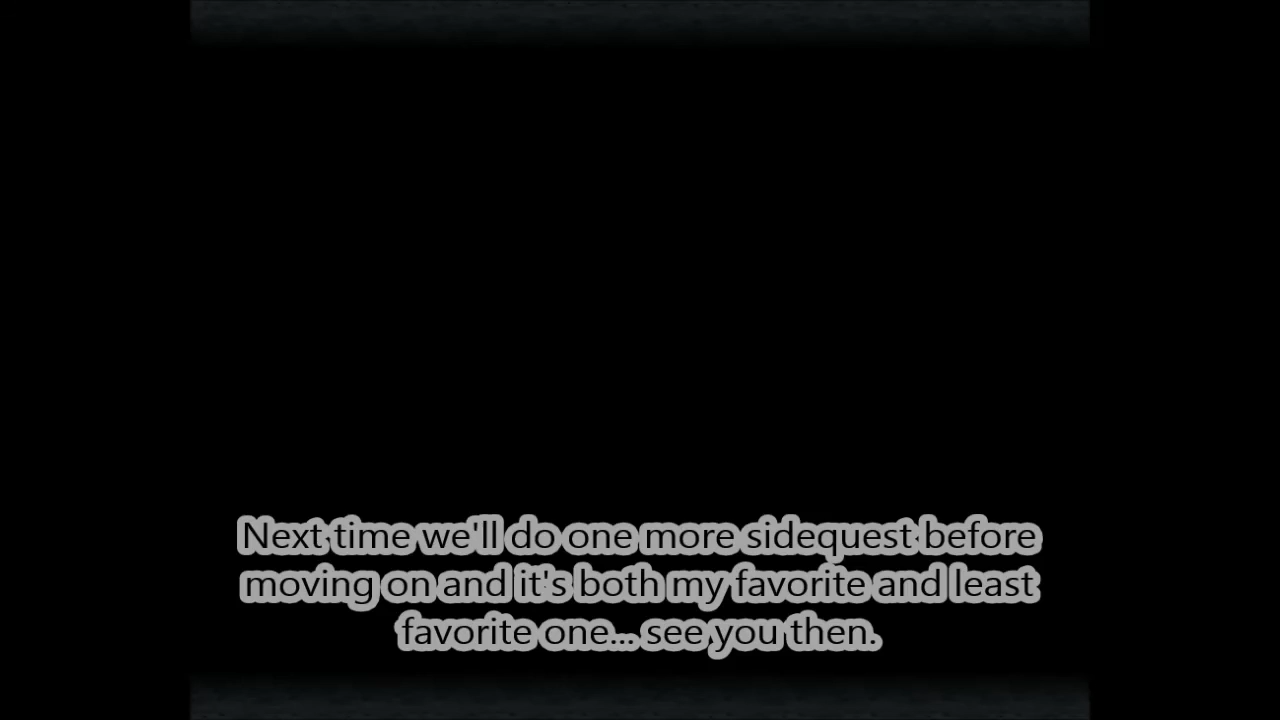 Next time we'll do one more sidequest before
moving on and it's both my favorite and least
favorite one... see you then.